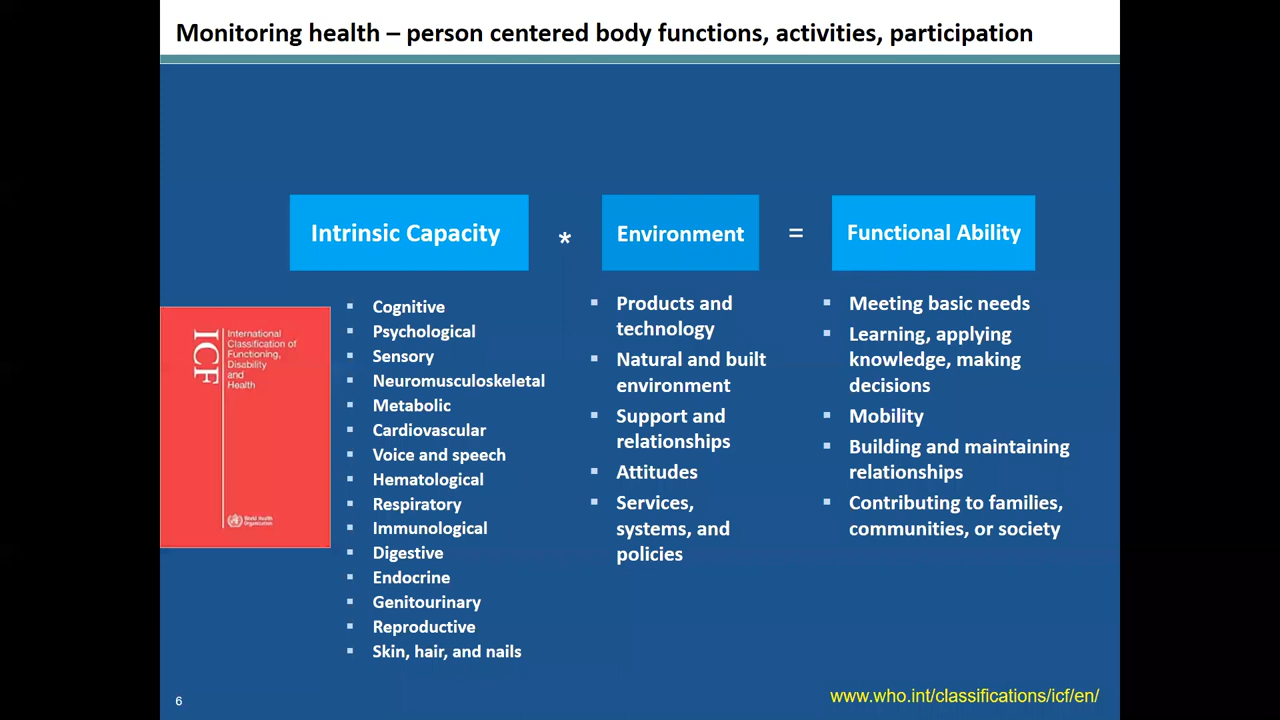 Monitoring health – person centered body functions, activities, participation
Intrinsic Capacity
*
Environment
=
Functional Ability
ICF
International
Classification of
Functioning,
Disability
and
Health
World Health
Organization
▪ Cognitive
▪ Psychological
▪ Sensory
▪ Neuromusculoskeletal
▪ Metabolic
▪ Cardiovascular
▪ Voice and speech
▪ Hematological
▪ Respiratory
▪ Immunological
▪ Digestive
▪ Endocrine
▪ Genitourinary
▪ Reproductive
▪ Skin, hair, and nails
▪ Products and
technology
▪ Natural and built
environment
▪ Support and
relationships
▪ Attitudes
▪ Services,
systems, and
policies
▪ Meeting basic needs
▪ Learning, applying
knowledge, making
decisions
▪ Mobility
▪ Building and maintaining
relationships
▪ Contributing to families,
communities, or society
6
www.who.int/classifications/icf/en/